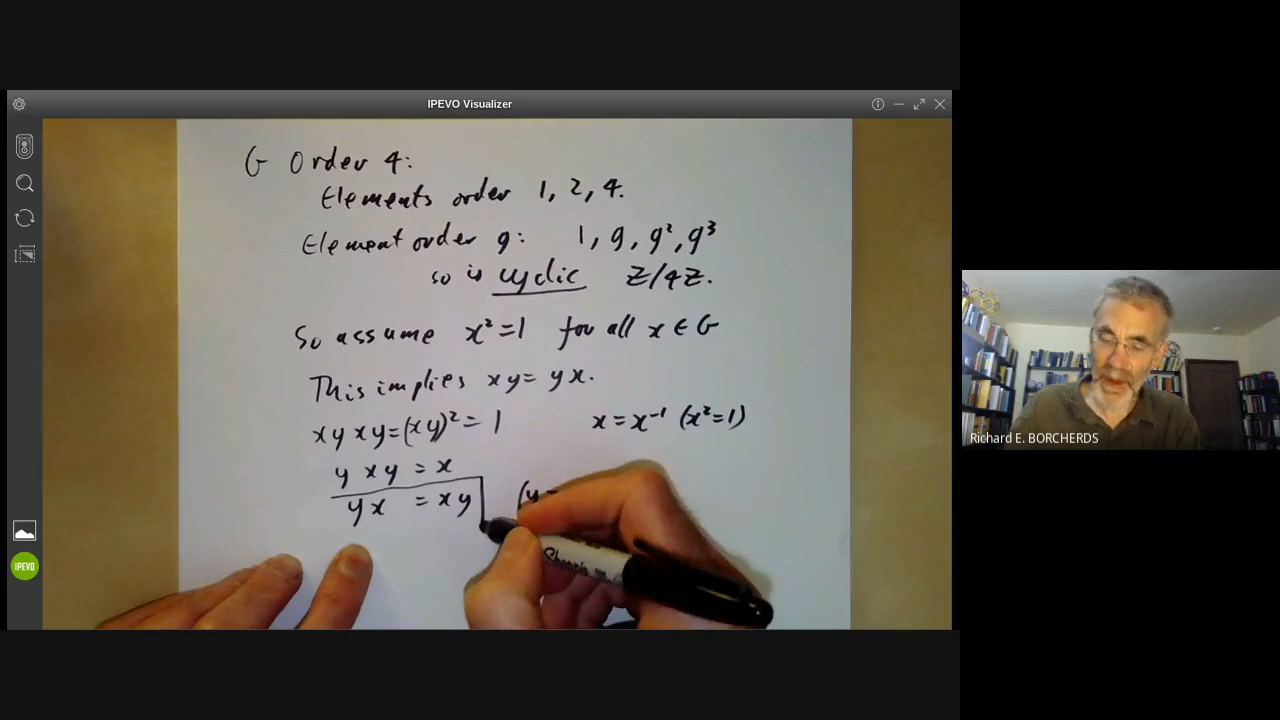 IPEVO Visualizer
G Order 4:
Elements order 1, 2, 4.
Element order 4: 1, g, g², g³
so is cyclic Z/4Z.
So assume x²=1 for all x ∈ G
This implies xy = yx.
xyxy=(xy)²=1 x=x⁻¹ (x²=1)
y x y = x
yx = xy (y
Sharpie
IPEVO
Richard E. BORCHERDS